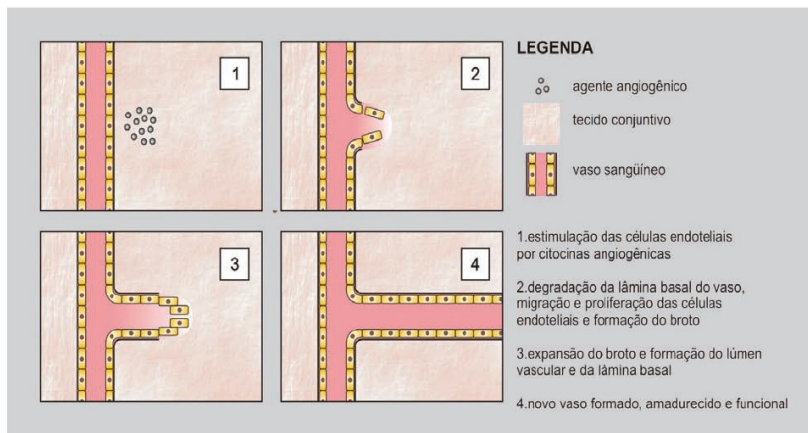 1
2
3
4
LEGENDA
agente angiogênico
tecido conjuntivo
vaso sangüíneo
1.estimulação das células endoteliais
por citocinas angiogênicas
2.degradação da lâmina basal do vaso,
migração e proliferação das células
endoteliais e formação do broto
3.expansão do broto e formação do lúmen
vascular e da lâmina basal
4.novo vaso formado, amadurecido e funcional